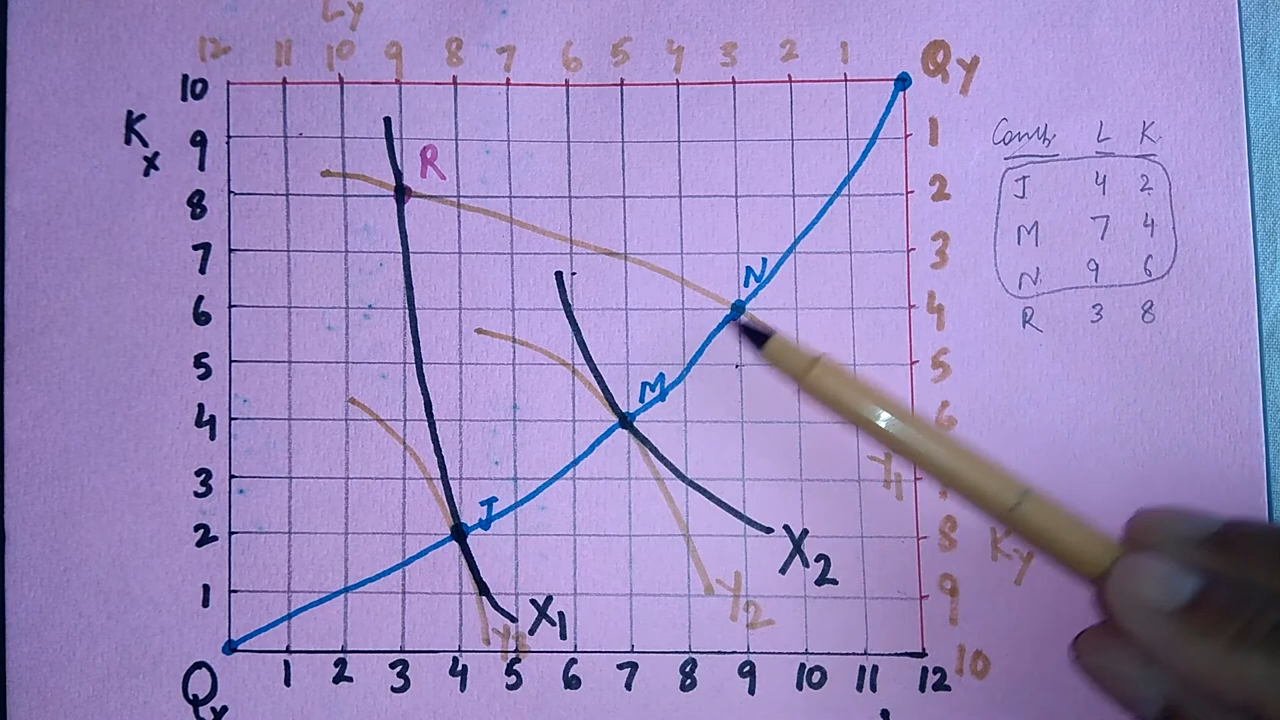 Ly
12 11 10 9 8 7 6 5 4 3 2 1 Qy
10
Kx
9 1
8 2
7 3
6 4
5 5
4 6
3
2 8
1 9
10
Ky
R
N
M
J
X1
X2
Y1
Y2
Y3
Qx 1 2 3 4 5 6 7 8 9 10 11 12
Comb. L K
J 4 2
M 7 4
N 9 6
R 3 8